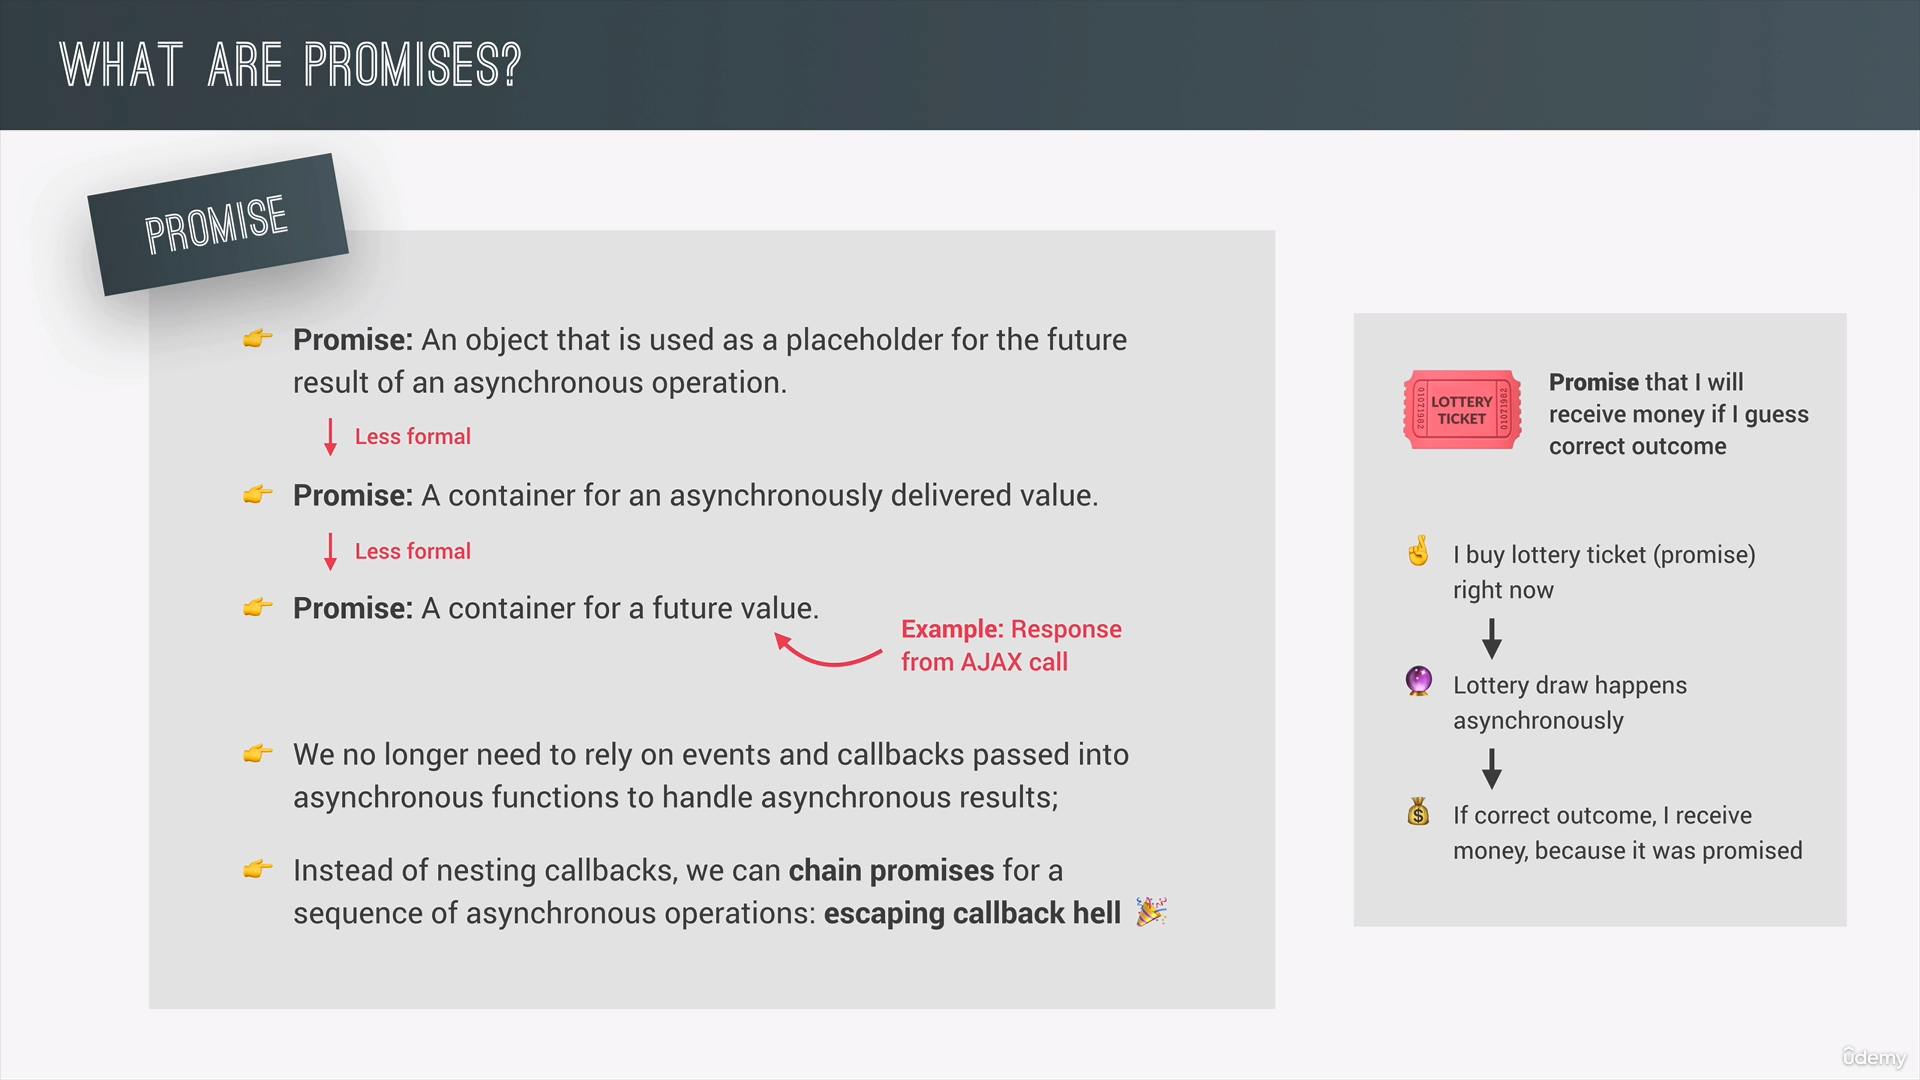 WHAT ARE PROMISES?
PROMISE
Promise: An object that is used as a placeholder for the future
result of an asynchronous operation.
Less formal
Promise: A container for an asynchronously delivered value.
Less formal
Promise: A container for a future value.
Example: Response
from AJAX call
We no longer need to rely on events and callbacks passed into
asynchronous functions to handle asynchronous results;
Instead of nesting callbacks, we can chain promises for a
sequence of asynchronous operations: escaping callback hell
01071982
LOTTERY
TICKET
01071982
Promise that I will
receive money if I guess
correct outcome
I buy lottery ticket (promise)
right now
Lottery draw happens
asynchronously
$
If correct outcome, I receive
money, because it was promised
udemy